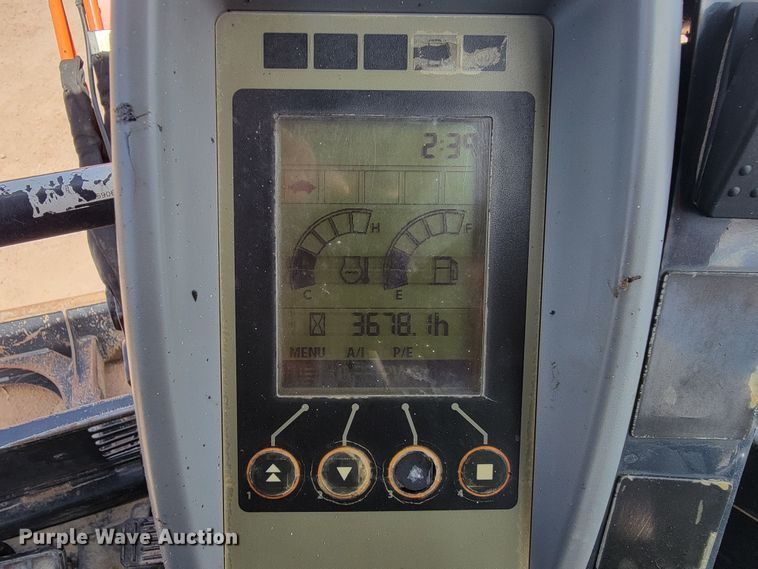 2:39
H
F
C
E
3678.1h
MENU A/I P/E
1 2 3 4
Purple Wave Auction